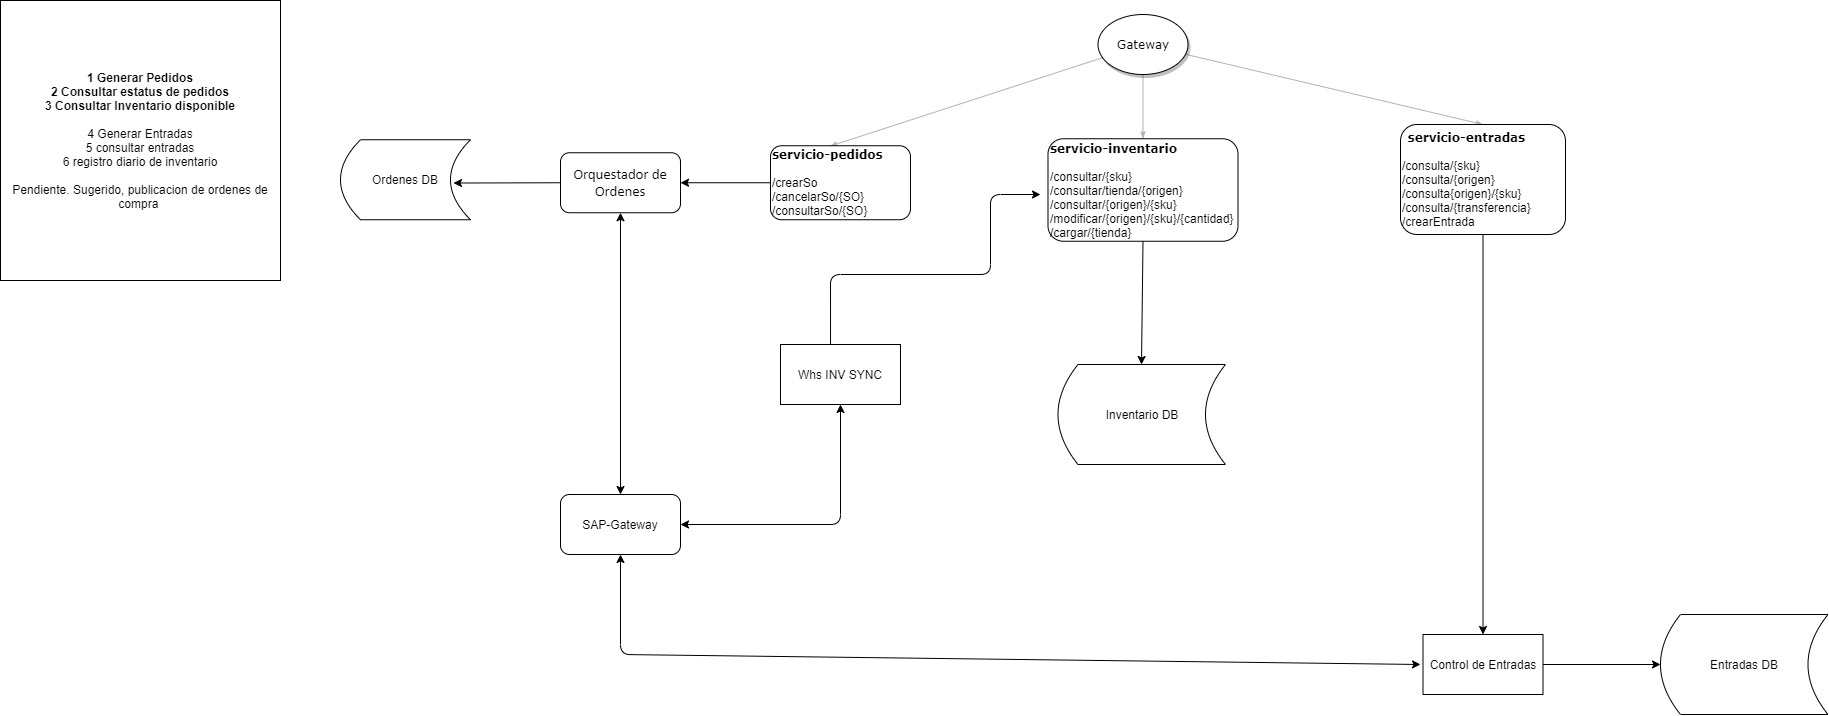 1 Generar Pedidos
2 Consultar estatus de pedidos
3 Consultar Inventario disponible
4 Generar Entradas
5 consultar entradas
6 registro diario de inventario
Pendiente. Sugerido, publicacion de ordenes de
compra
Gateway
servicio-pedidos
/crearSo
/cancelarSo/{SO}
/consultarSo/{SO}
servicio-inventario
/consultar/{sku}
/consultar/tienda/{origen}
/consultar/{origen}/{sku}
/modificar/{origen}/{sku}/{cantidad}
/cargar/{tienda}
servicio-entradas
/consulta/{sku}
/consulta/{origen}
/consulta{origen}/{sku}
/consulta/{transferencia}
/crearEntrada
Ordenes DB
Orquestador de
Ordenes
Whs INV SYNC
Inventario DB
SAP-Gateway
Control de Entradas
Entradas DB